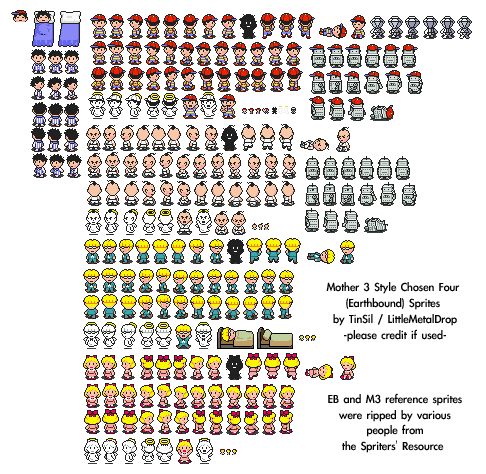 Mother 3 Style Chosen Four
(Earthbound) Sprites
by TinSil / LittleMetalDrop
-please credit if used-
EB and M3 reference sprites
were ripped by various
people from
the Spriters' Resource